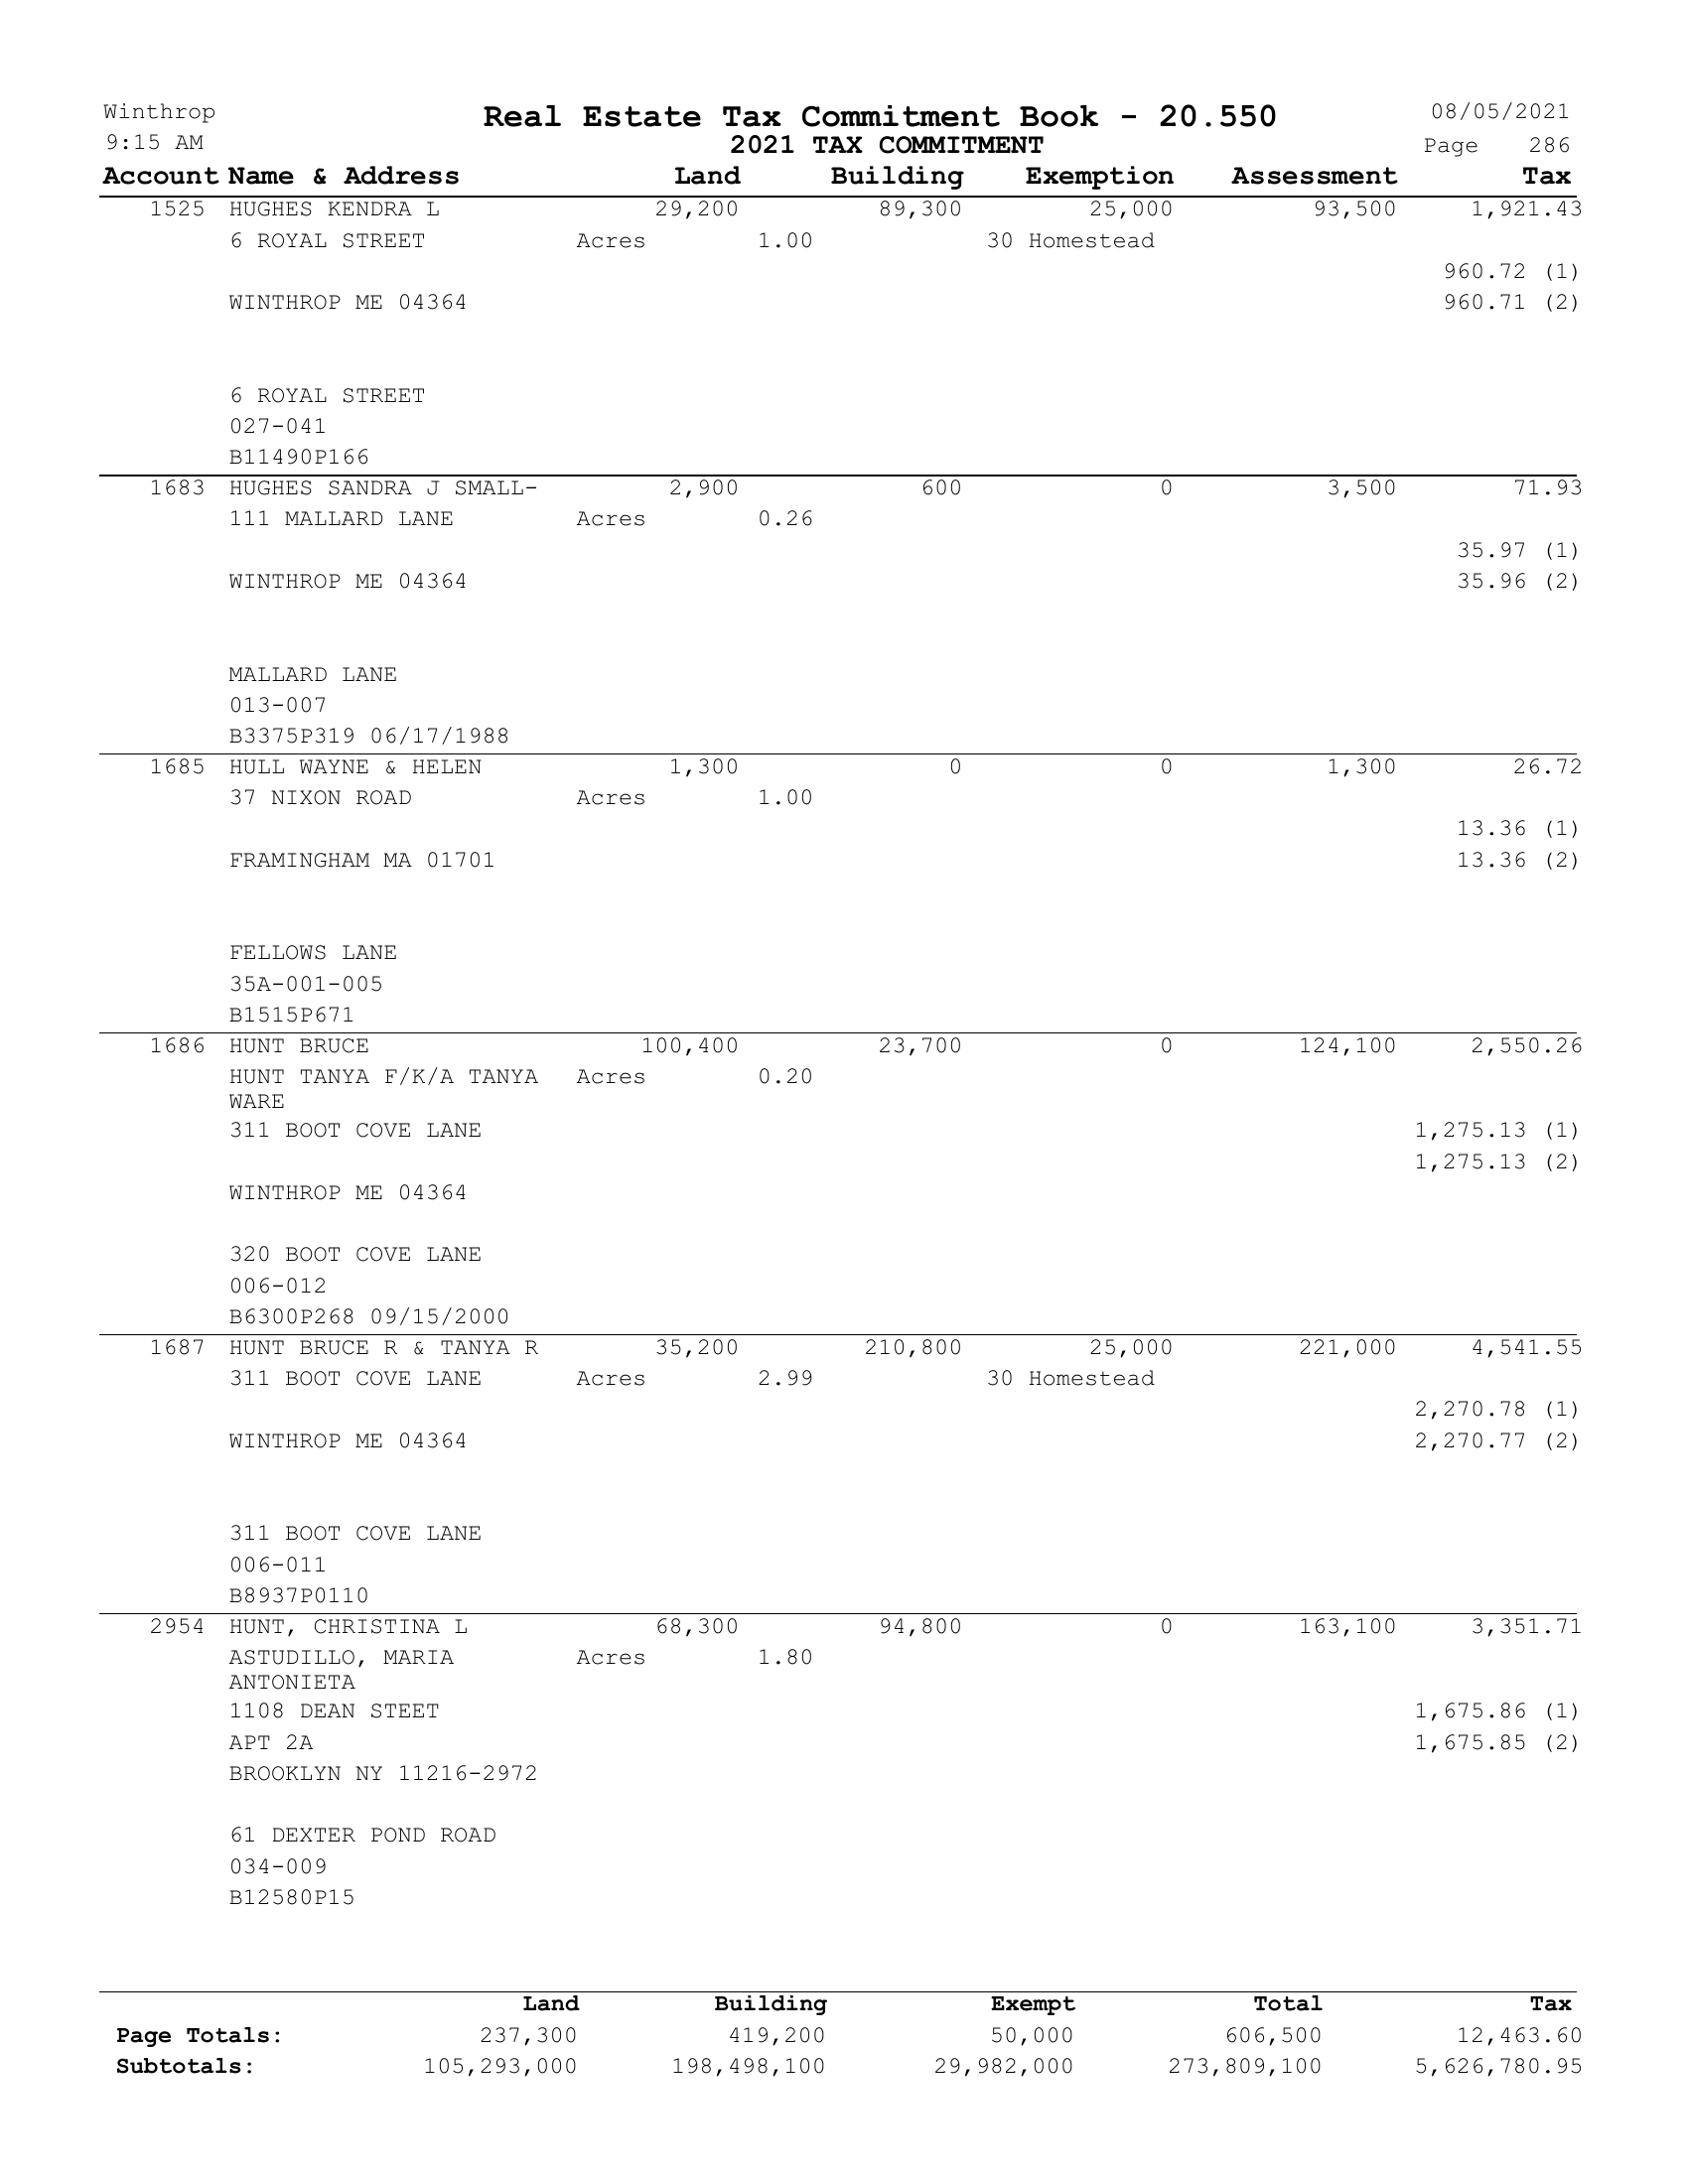 Winthrop Real Estate Tax Commitment Book - 20.550 08/05/2021
9:15 AM 2021 TAX COMMITMENT Page 286
Account Name & Address Land Building Exemption Assessment Tax
1525 HUGHES KENDRA L 29,200 89,300 25,000 93,500 1,921.43
6 ROYAL STREET Acres 1.00 30 Homestead
960.72 (1)
WINTHROP ME 04364 960.71 (2)
6 ROYAL STREET
027-041
B11490P166
1683 HUGHES SANDRA J SMALL- 2,900 600 0 3,500 71.93
111 MALLARD LANE Acres 0.26
35.97 (1)
WINTHROP ME 04364 35.96 (2)
MALLARD LANE
013-007
B3375P319 06/17/1988
1685 HULL WAYNE & HELEN 1,300 0 0 1,300 26.72
37 NIXON ROAD Acres 1.00
13.36 (1)
FRAMINGHAM MA 01701 13.36 (2)
FELLOWS LANE
35A-001-005
B1515P671
1686 HUNT BRUCE 100,400 23,700 0 124,100 2,550.26
HUNT TANYA F/K/A TANYA Acres 0.20
WARE
311 BOOT COVE LANE 1,275.13 (1)
1,275.13 (2)
WINTHROP ME 04364
320 BOOT COVE LANE
006-012
B6300P268 09/15/2000
1687 HUNT BRUCE R & TANYA R 35,200 210,800 25,000 221,000 4,541.55
311 BOOT COVE LANE Acres 2.99 30 Homestead
2,270.78 (1)
WINTHROP ME 04364 2,270.77 (2)
311 BOOT COVE LANE
006-011
B8937P0110
2954 HUNT, CHRISTINA L 68,300 94,800 0 163,100 3,351.71
ASTUDILLO, MARIA Acres 1.80
ANTONIETA
1108 DEAN STEET 1,675.86 (1)
APT 2A 1,675.85 (2)
BROOKLYN NY 11216-2972
61 DEXTER POND ROAD
034-009
B12580P15
Land Building Exempt Total Tax
Page Totals: 237,300 419,200 50,000 606,500 12,463.60
Subtotals: 105,293,000 198,498,100 29,982,000 273,809,100 5,626,780.95